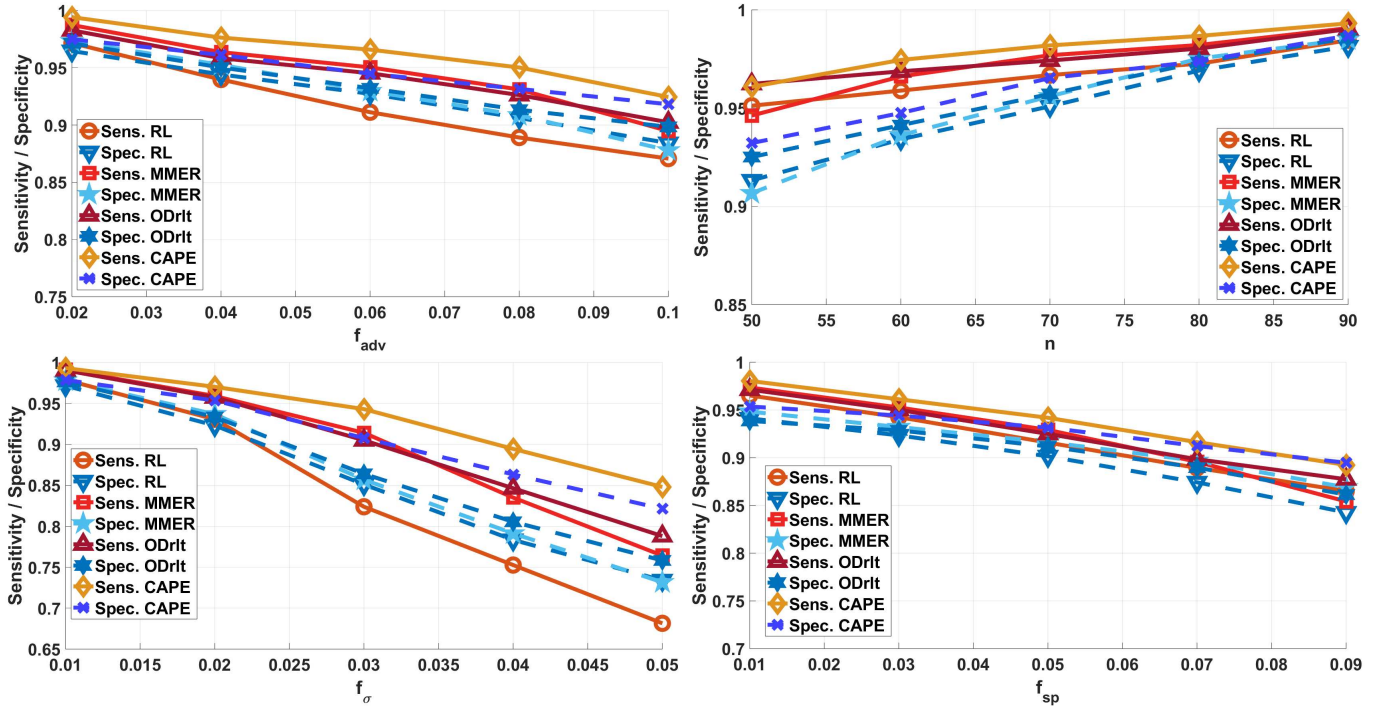 Sensitivity / Specificity
1
0.95
0.9
0.85
0.8
0.75
Sens. RL
Spec. RL
Sens. MMER
Spec. MMER
Sens. ODrlt
Spec. ODrlt
Sens. CAPE
Spec. CAPE
0.02 0.03 0.04 0.05 0.06 0.07 0.08 0.09 0.1
f_adv
Sensitivity / Specificity
1
0.95
0.9
0.85
Sens. RL
Spec. RL
Sens. MMER
Spec. MMER
Sens. ODrlt
Spec. ODrlt
Sens. CAPE
Spec. CAPE
50 55 60 65 70 75 80 85 90
n
Sensitivity / Specificity
1
0.95
0.9
0.85
0.8
0.75
0.7
0.65
Sens. RL
Spec. RL
Sens. MMER
Spec. MMER
Sens. ODrlt
Spec. ODrlt
Sens. CAPE
Spec. CAPE
0.01 0.015 0.02 0.025 0.03 0.035 0.04 0.045 0.05
f_σ
Sensitivity / Specificity
1
0.95
0.9
0.85
0.8
0.75
0.7
Sens. RL
Spec. RL
Sens. MMER
Spec. MMER
Sens. ODrlt
Spec. ODrlt
Sens. CAPE
Spec. CAPE
0.01 0.02 0.03 0.04 0.05 0.06 0.07 0.08 0.09
f_sp